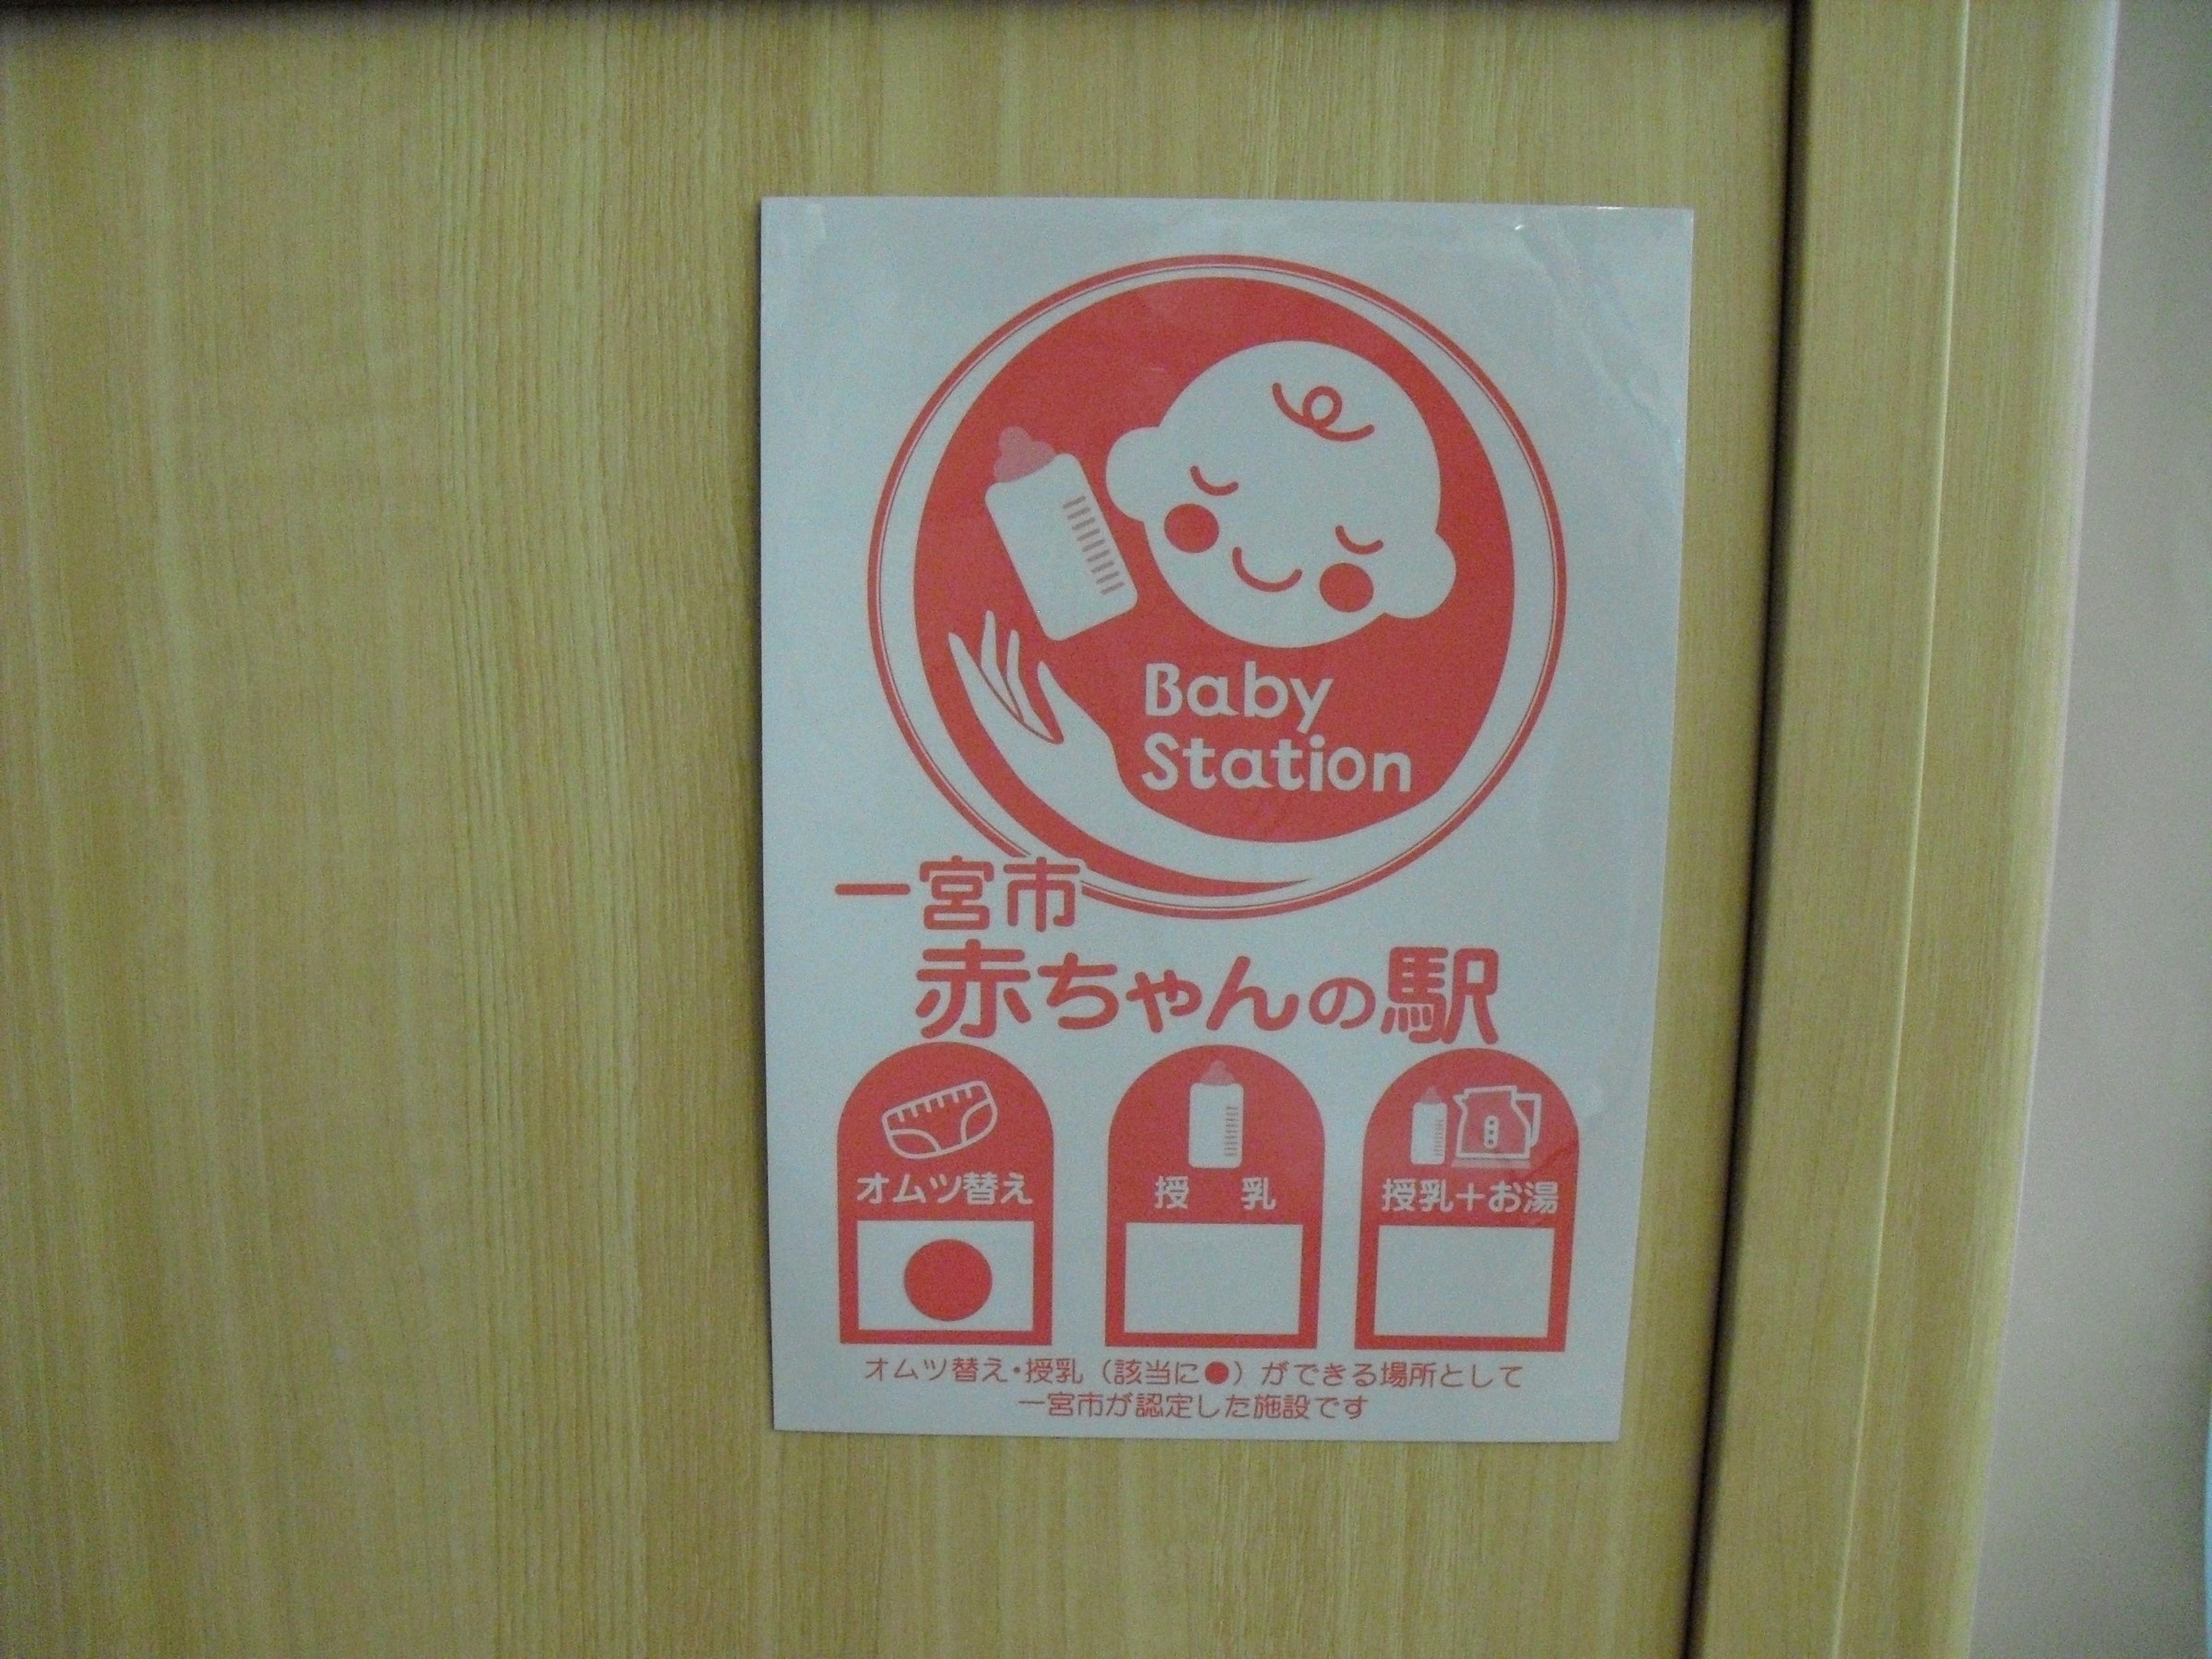 Baby
Station
一宮市
赤ちゃんの駅
オムツ替え
授 乳
授乳＋お湯
オムツ替え・授乳（該当に●）ができる場所として
一宮市が認定した施設です